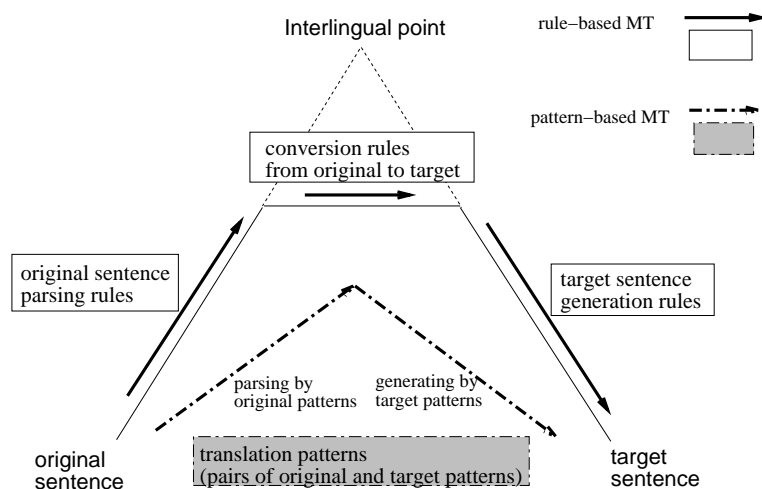 Interlingual point
rule−based MT
pattern−based MT
conversion rules
from original to target
original sentence
parsing rules
target sentence
generation rules
parsing by
original patterns
generating by
target patterns
translation patterns
(pairs of original and target patterns)
original
sentence
target
sentence